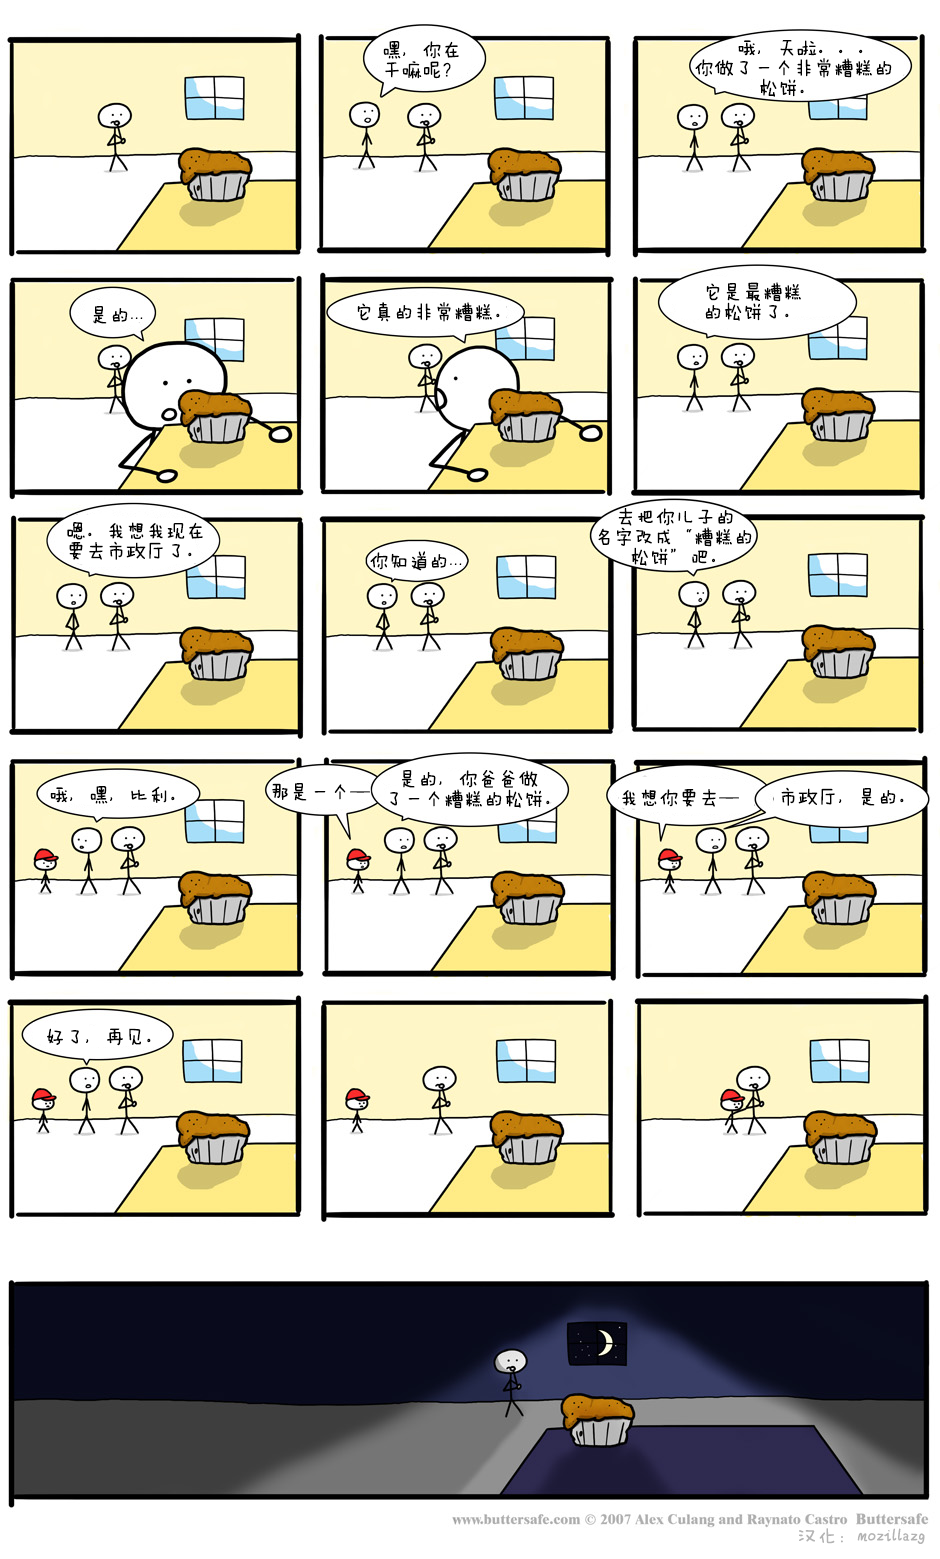 嘿，你在
干嘛呢？
哦，天啦...
你做了一个非常糟糕的
松饼。
是的...
它真的非常糟糕。
它是最糟糕
的松饼了。
嗯。我想我现在
要去市政厅了。
你知道的...
去把你儿子的
名字改成“糟糕的
松饼”吧。
哦，嘿，比利。
那是一个—
是的，你爸爸做
了一个糟糕的松饼.
我想你要去——
市政厅，是的。
好了，再见。
www.buttersafe.com © 2007 Alex Culang and Raynato Castro Buttersafe
汉化：mozillazg